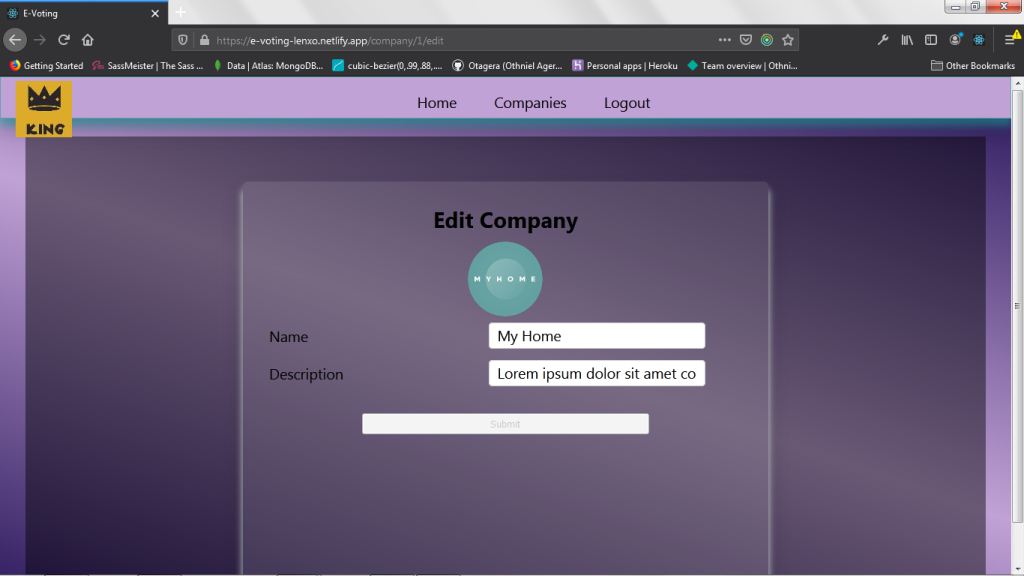 E-Voting
https://e-voting-lenxo.netlify.app/company/1/edit
Getting Started SassMeister | The Sass ... Data | Atlas: MongoDB... cubic-bezier(0,.99,.88,.... Otagera (Othniel Ager... Personal apps | Heroku Team overview | Othni... Other Bookmarks
KING
Home Companies Logout
Edit Company
MYHOME
Name My Home
Description Lorem ipsum dolor sit amet co
Submit